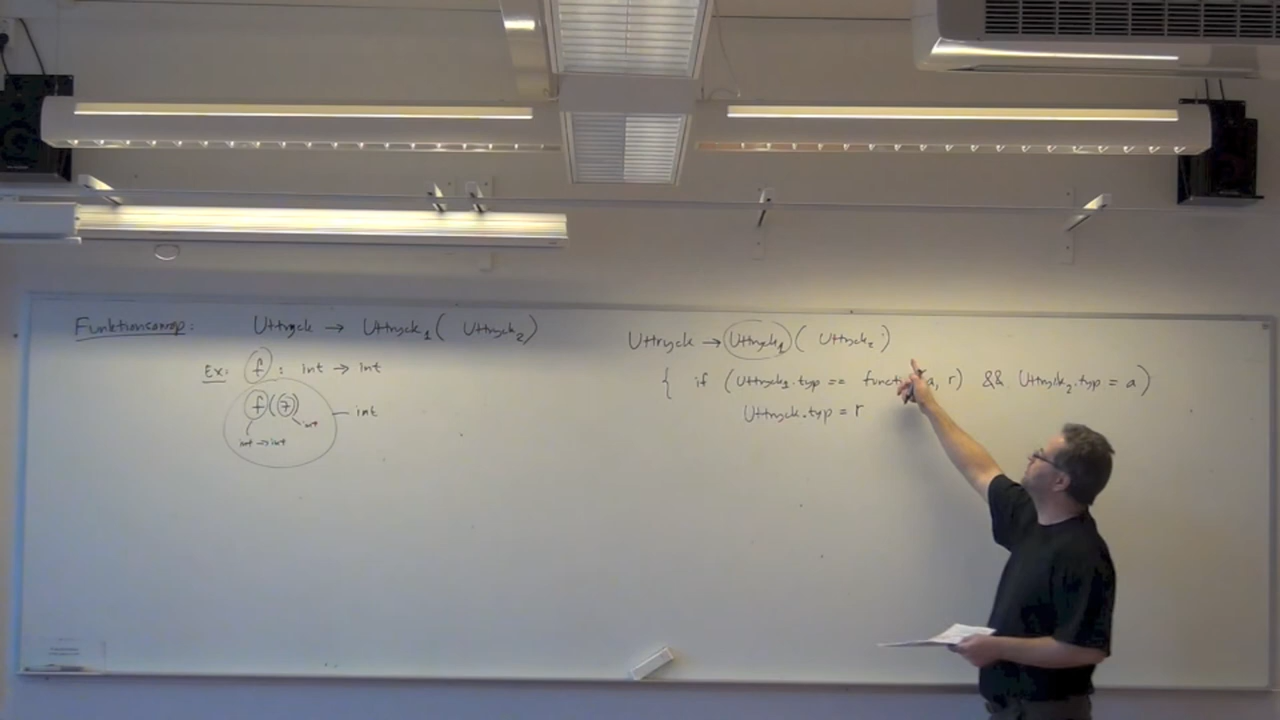 Funktionsanrop: Uttryck → Uttryck₁ ( Uttryck₂ )
Ex: f : int → int
f (7) — int
int → int
int
Uttryck → Uttryck₁ ( Uttryck₂ )
{ if (Uttryck₁.typ == functi a, r) && Uttryck₂.typ = a)
Uttryck.typ = r